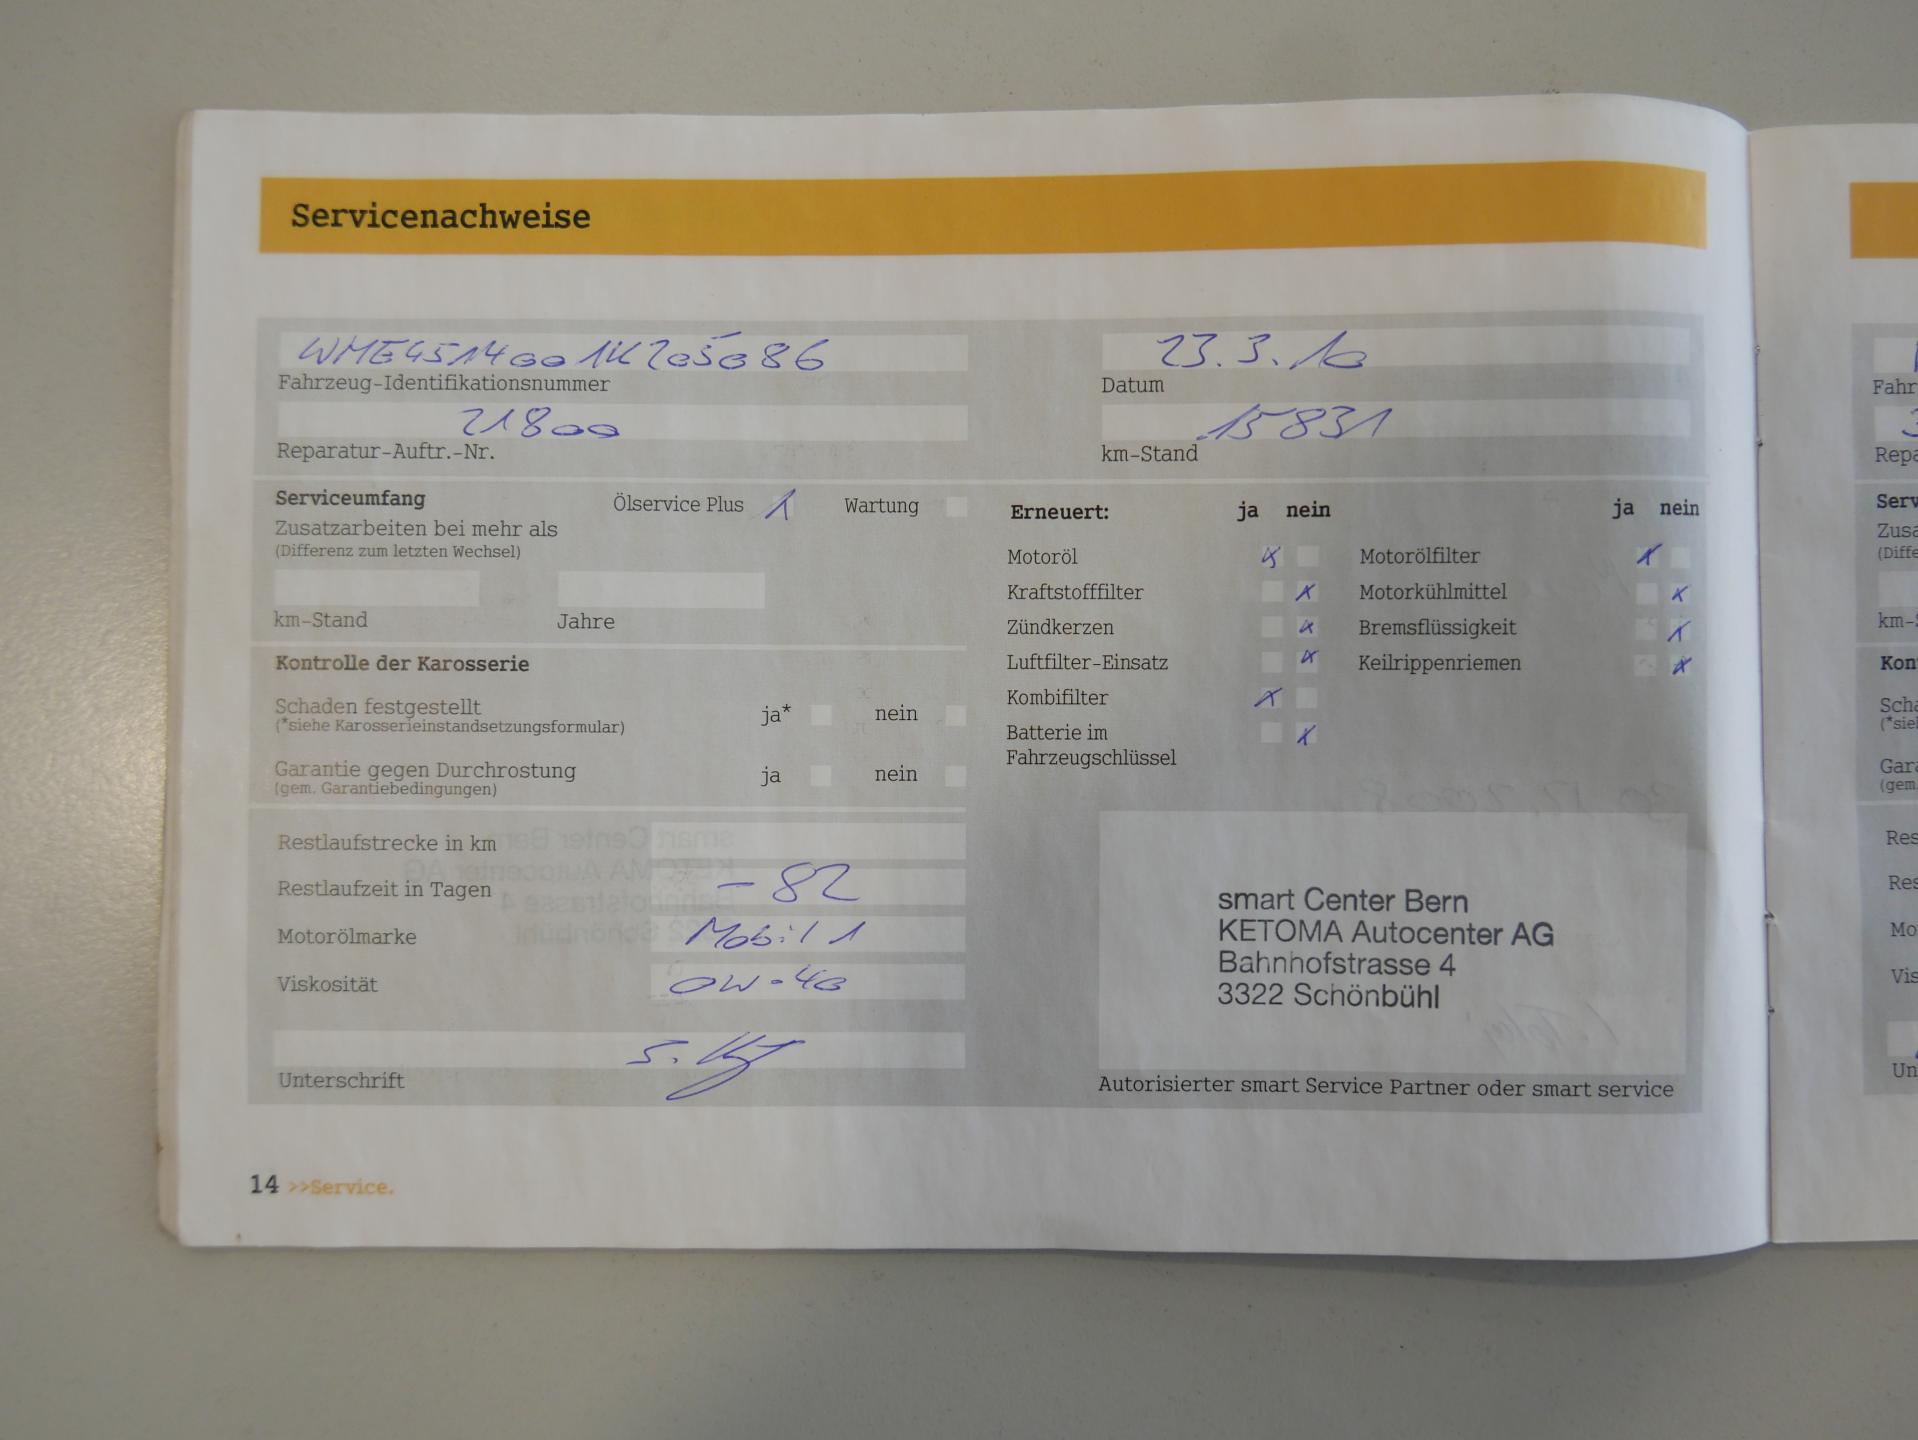 Servicenachweise
WME4514001K205086
Fahrzeug-Identifikationsnummer
23.3.10
Datum
21800
Reparatur-Auftr.-Nr.
15831
km-Stand
Serviceumfang Ölservice Plus Wartung
Zusatzarbeiten bei mehr als
(Differenz zum letzten Wechsel)
km-Stand Jahre
Kontrolle der Karosserie
Schaden festgestellt ja* nein
(*siehe Karosserieinstandsetzungsformular)
Garantie gegen Durchrostung ja nein
(gem. Garantiebedingungen)
Restlaufstrecke in km
Restlaufzeit in Tagen -82
Motorölmarke Mobil 1
Viskosität 0W-40
Unterschrift
Erneuert: ja nein ja nein
Motoröl Motorölfilter
Kraftstofffilter Motorkühlmittel
Zündkerzen Bremsflüssigkeit
Luftfilter-Einsatz Keilrippenriemen
Kombifilter
Batterie im
Fahrzeugschlüssel
smart Center Bern
KETOMA Autocenter AG
Bahnhofstrasse 4
3322 Schönbühl
Autorisierter smart Service Partner oder smart service
14 >>Service.